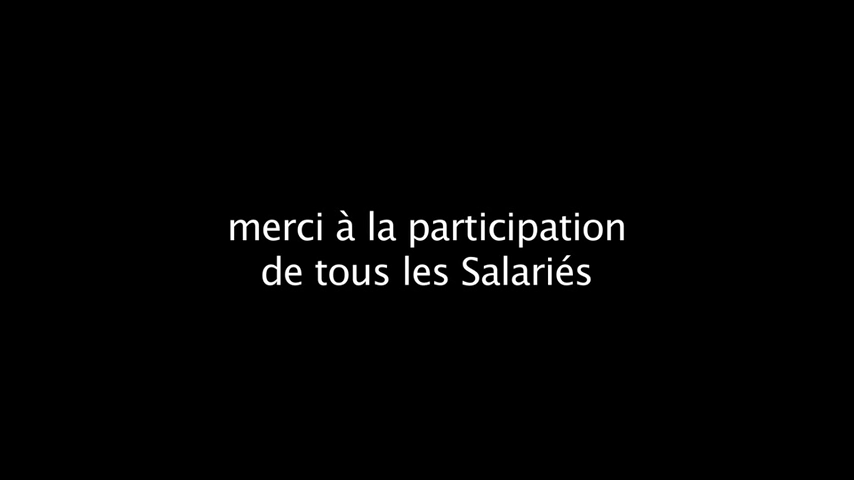 merci à la participation
de tous les Salariés